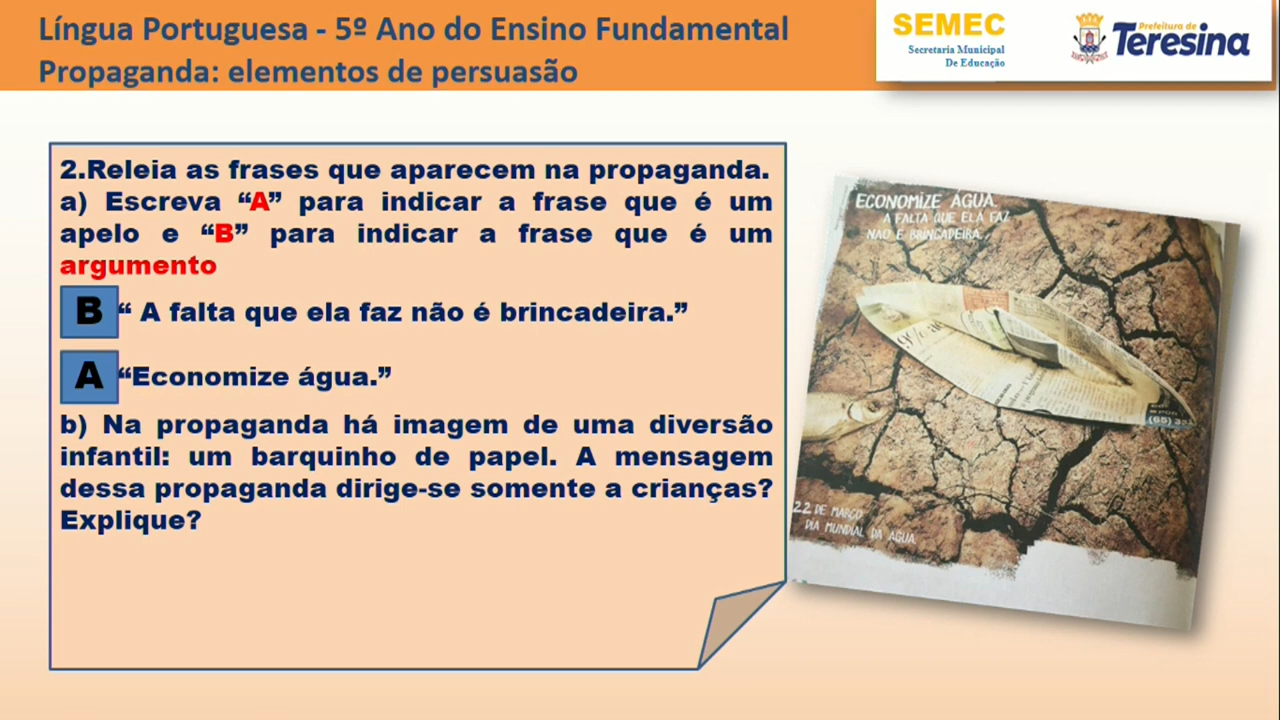 Língua Portuguesa - 5º Ano do Ensino Fundamental
Propaganda: elementos de persuasão
SEMEC
Secretaria Municipal
De Educação
Prefeitura de
Teresina
2.Releia as frases que aparecem na propaganda.
a) Escreva “A” para indicar a frase que é um
apelo e “B” para indicar a frase que é um
argumento
B “ A falta que ela faz não é brincadeira.”
A “Economize água.”
b) Na propaganda há imagem de uma diversão
infantil: um barquinho de papel. A mensagem
dessa propaganda dirige-se somente a crianças?
Explique?
ECONOMIZE ÁGUA.
A FALTA QUE ELA FAZ
NÃO É BRINCADEIRA.
22 DE MARÇO
DIA MUNDIAL DA ÁGUA.